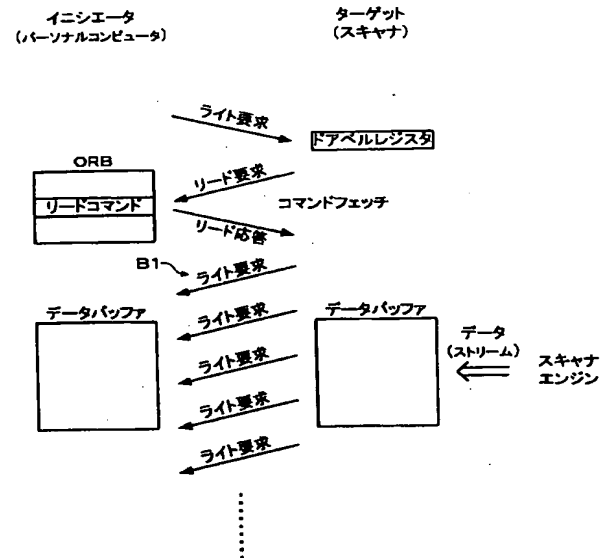 イニシエータ
(パーソナルコンピュータ)
ターゲット
(スキャナ)
ライト要求
ドアベルレジスタ
ORB
リード要求
リードコマンド
コマンドフェッチ
リード応答
B1
ライト要求
データバッファ
ライト要求
データバッファ
データ
(ストリーム)
スキャナ
エンジン
ライト要求
ライト要求
ライト要求